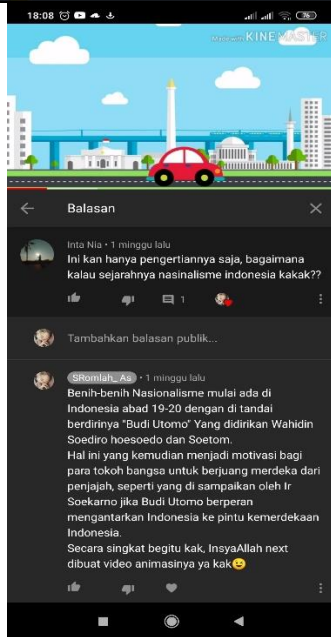 18:08
76
Made with KINEMASTER
Balasan
Inta Nia • 1 minggu lalu
Ini kan hanya pengertiannya saja, bagaimana
kalau sejarahnya nasinalisme indonesia kakak??
1
Tambahkan balasan publik...
SRomlah_ As • 1 minggu lalu
Benih-benih Nasionalisme mulai ada di
Indonesia abad 19-20 dengan di tandai
berdirinya "Budi Utomo" Yang didirikan Wahidin
Soediro hoesoedo dan Soetom.
Hal ini yang kemudian menjadi motivasi bagi
para tokoh bangsa untuk berjuang merdeka dari
penjajah, seperti yang di sampaikan oleh Ir
Soekarno jika Budi Utomo berperan
mengantarkan Indonesia ke pintu kemerdekaan
Indonesia.
Secara singkat begitu kak, InsyaAllah next
dibuat video animasinya ya kak😉